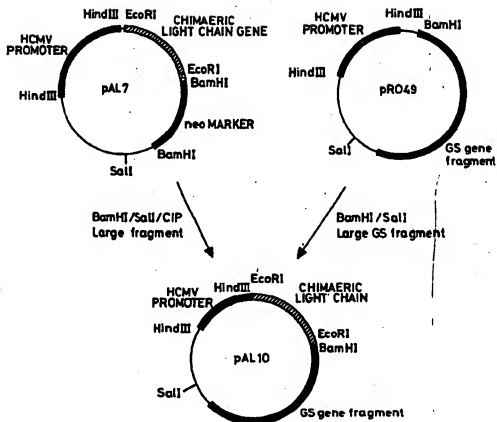 HindIII EcoRI
CHIMAERIC
LIGHT CHAIN GENE
HCMV
PROMOTER
HindIII
pAL7
EcoRI
BamHI
neo MARKER
BamHI
SalI
HCMV
PROMOTER
HindIII
BamHI
HindIII
pRO49
SalI
GS gene
fragment
BamHI/SalI/CIP
Large fragment
BamHI/SalI
Large GS fragment
EcoRI
HindIII
CHIMAERIC
LIGHT CHAIN
HCMV
PROMOTER
HindIII
EcoRI
BamHI
pAL10
SalI
GS gene fragment